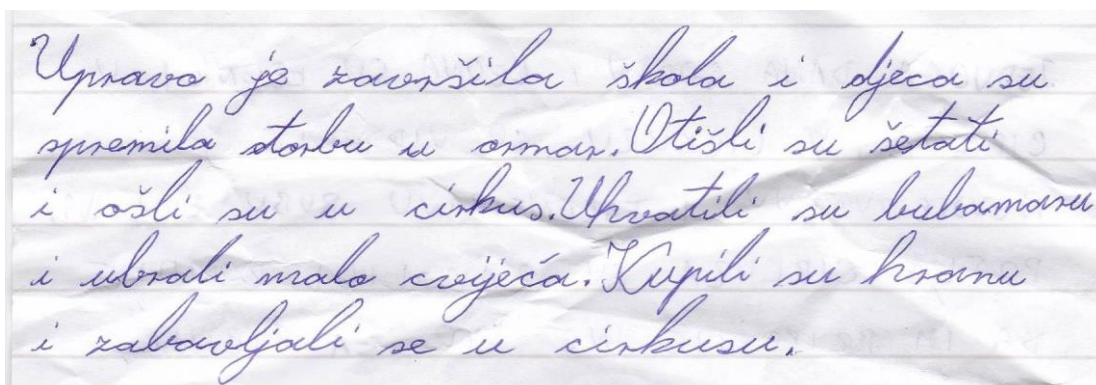 Upravo je završila škola i djeca su
spremila storbu u ormar. Otišli su šetati
i ošli su u cirkus. Uhvatili su bubamaru
i ubrali malo cvijeća. Kupili su hranu
i zabavljali se u cirkusu.